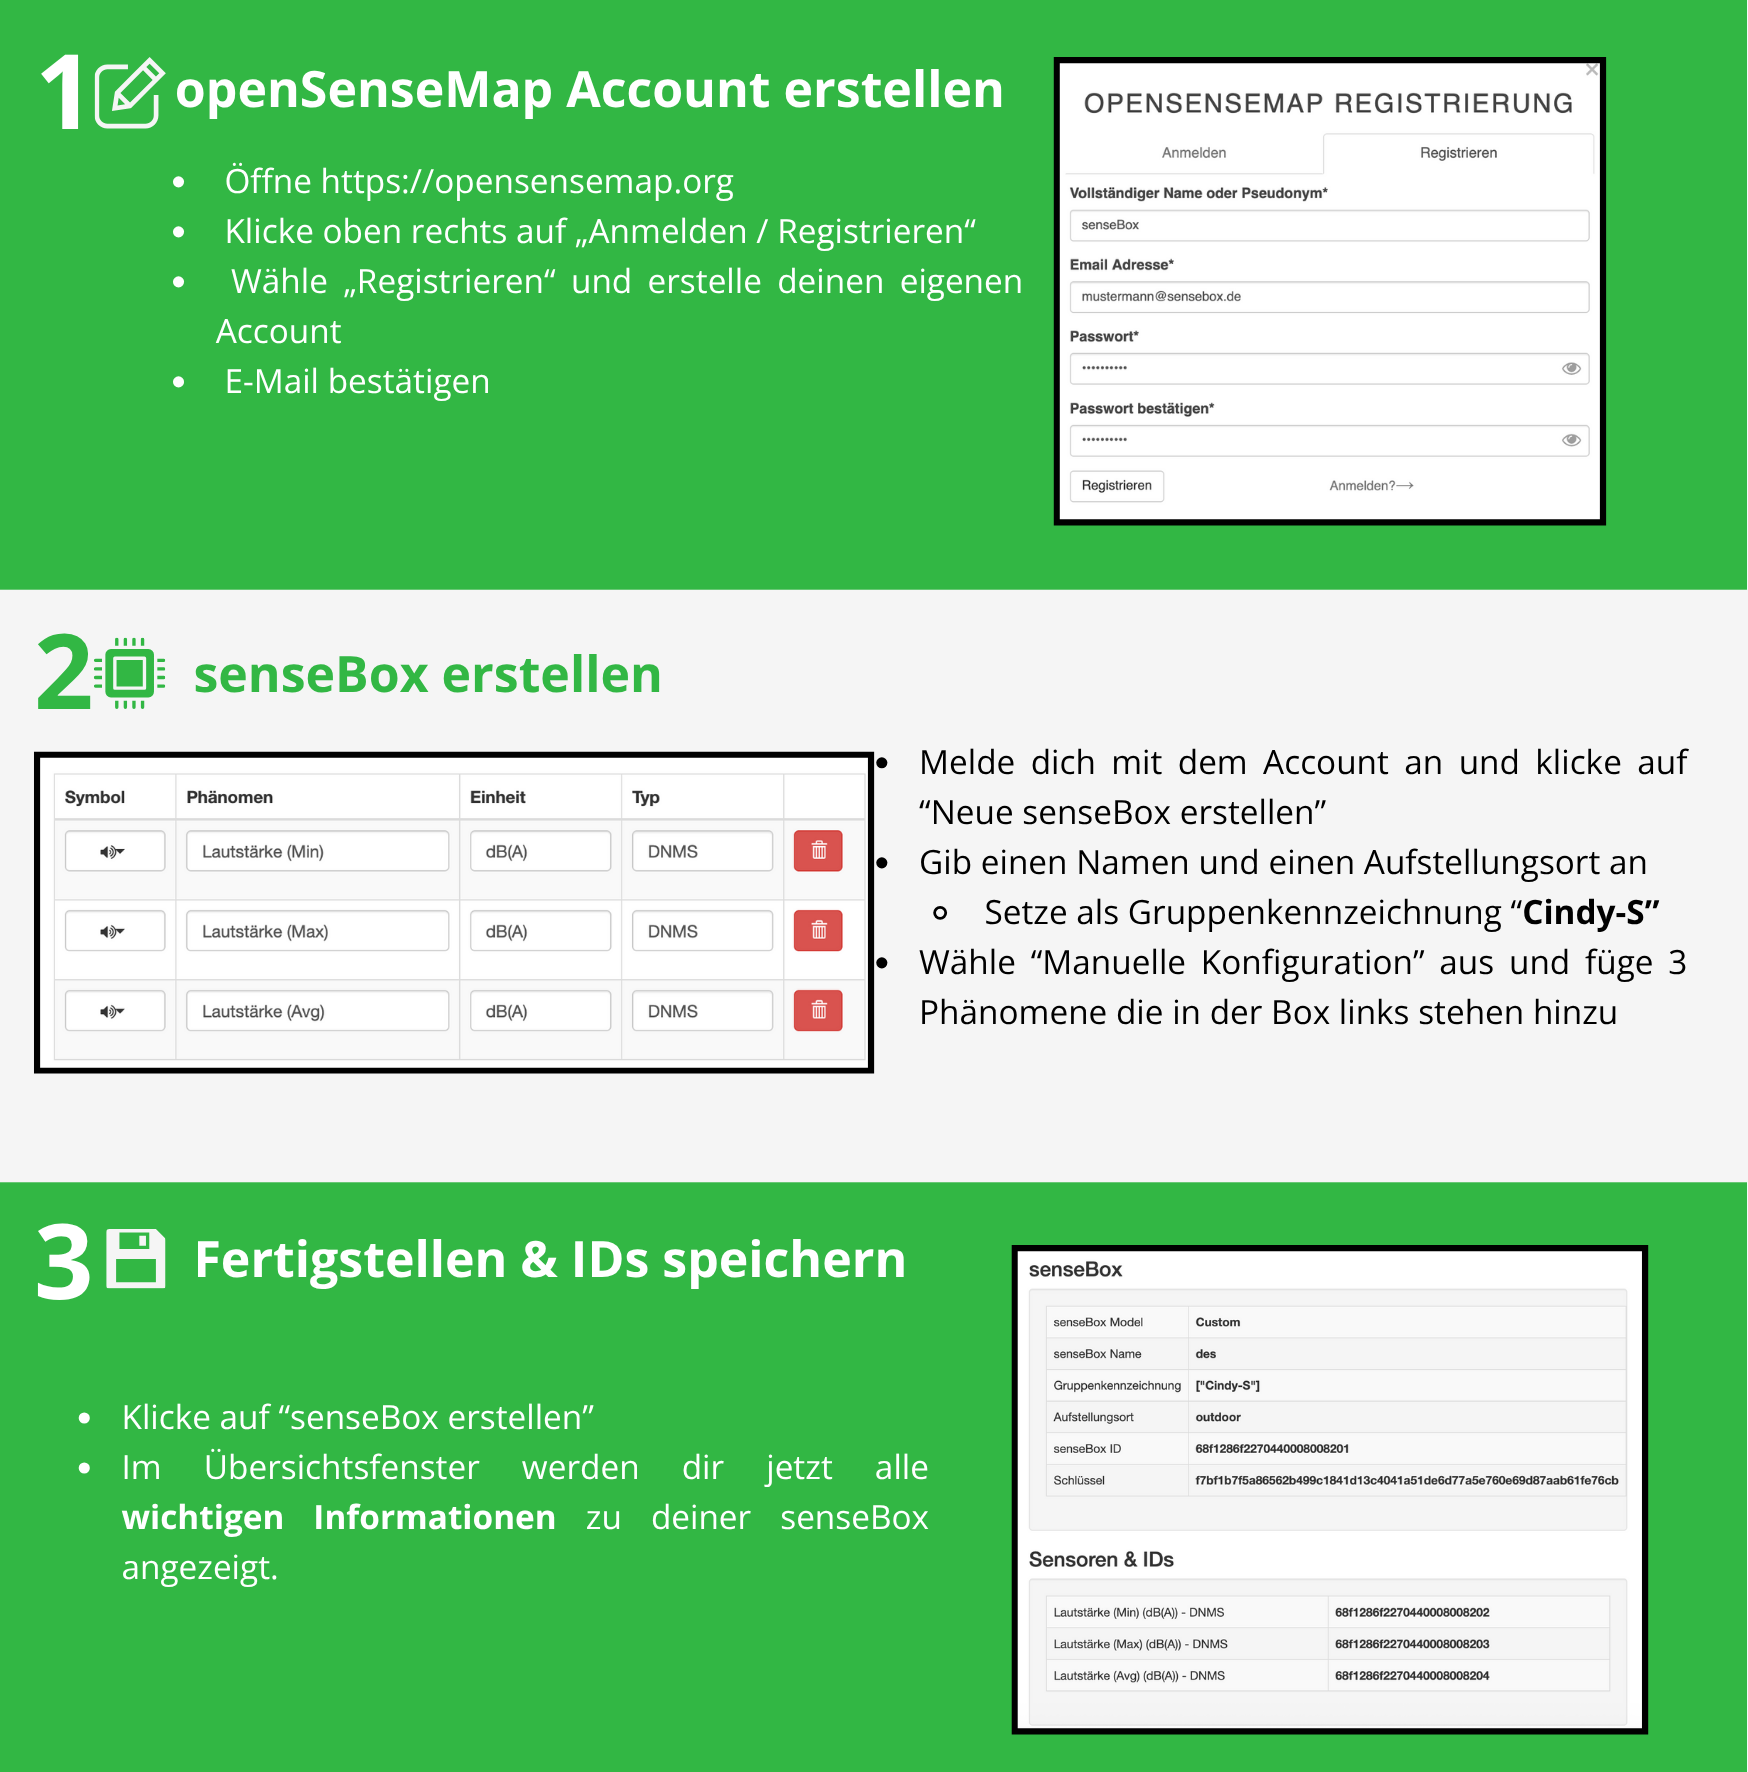 1 openSenseMap Account erstellen
• Öffne https://opensensemap.org
• Klicke oben rechts auf „Anmelden / Registrieren“
• Wähle „Registrieren“ und erstelle deinen eigenen
Account
• E-Mail bestätigen
×
OPENSENSEMAP REGISTRIERUNG
Anmelden Registrieren
Vollständiger Name oder Pseudonym*
senseBox
Email Adresse*
mustermann@sensebox.de
Passwort*
••••••••••
Passwort bestätigen*
••••••••••
Registrieren Anmelden?→
2 senseBox erstellen
Symbol Phänomen Einheit Typ
Lautstärke (Min) dB(A) DNMS
Lautstärke (Max) dB(A) DNMS
Lautstärke (Avg) dB(A) DNMS
• Melde dich mit dem Account an und klicke auf
“Neue senseBox erstellen”
• Gib einen Namen und einen Aufstellungsort an
⚬ Setze als Gruppenkennzeichnung “Cindy-S”
• Wähle “Manuelle Konfiguration” aus und füge 3
Phänomene die in der Box links stehen hinzu
3 Fertigstellen & IDs speichern
• Klicke auf “senseBox erstellen”
• Im Übersichtsfenster werden dir jetzt alle
wichtigen Informationen zu deiner senseBox
angezeigt.
senseBox
senseBox Model Custom
senseBox Name des
Gruppenkennzeichnung ["Cindy-S"]
Aufstellungsort outdoor
senseBox ID 68f1286f2270440008008201
Schlüssel f7bf1b7f5a86562b499c1841d13c4041a51de6d77a5e760e69d87aab61fe76cb
Sensoren & IDs
Lautstärke (Min) (dB(A)) - DNMS 68f1286f2270440008008202
Lautstärke (Max) (dB(A)) - DNMS 68f1286f2270440008008203
Lautstärke (Avg) (dB(A)) - DNMS 68f1286f2270440008008204